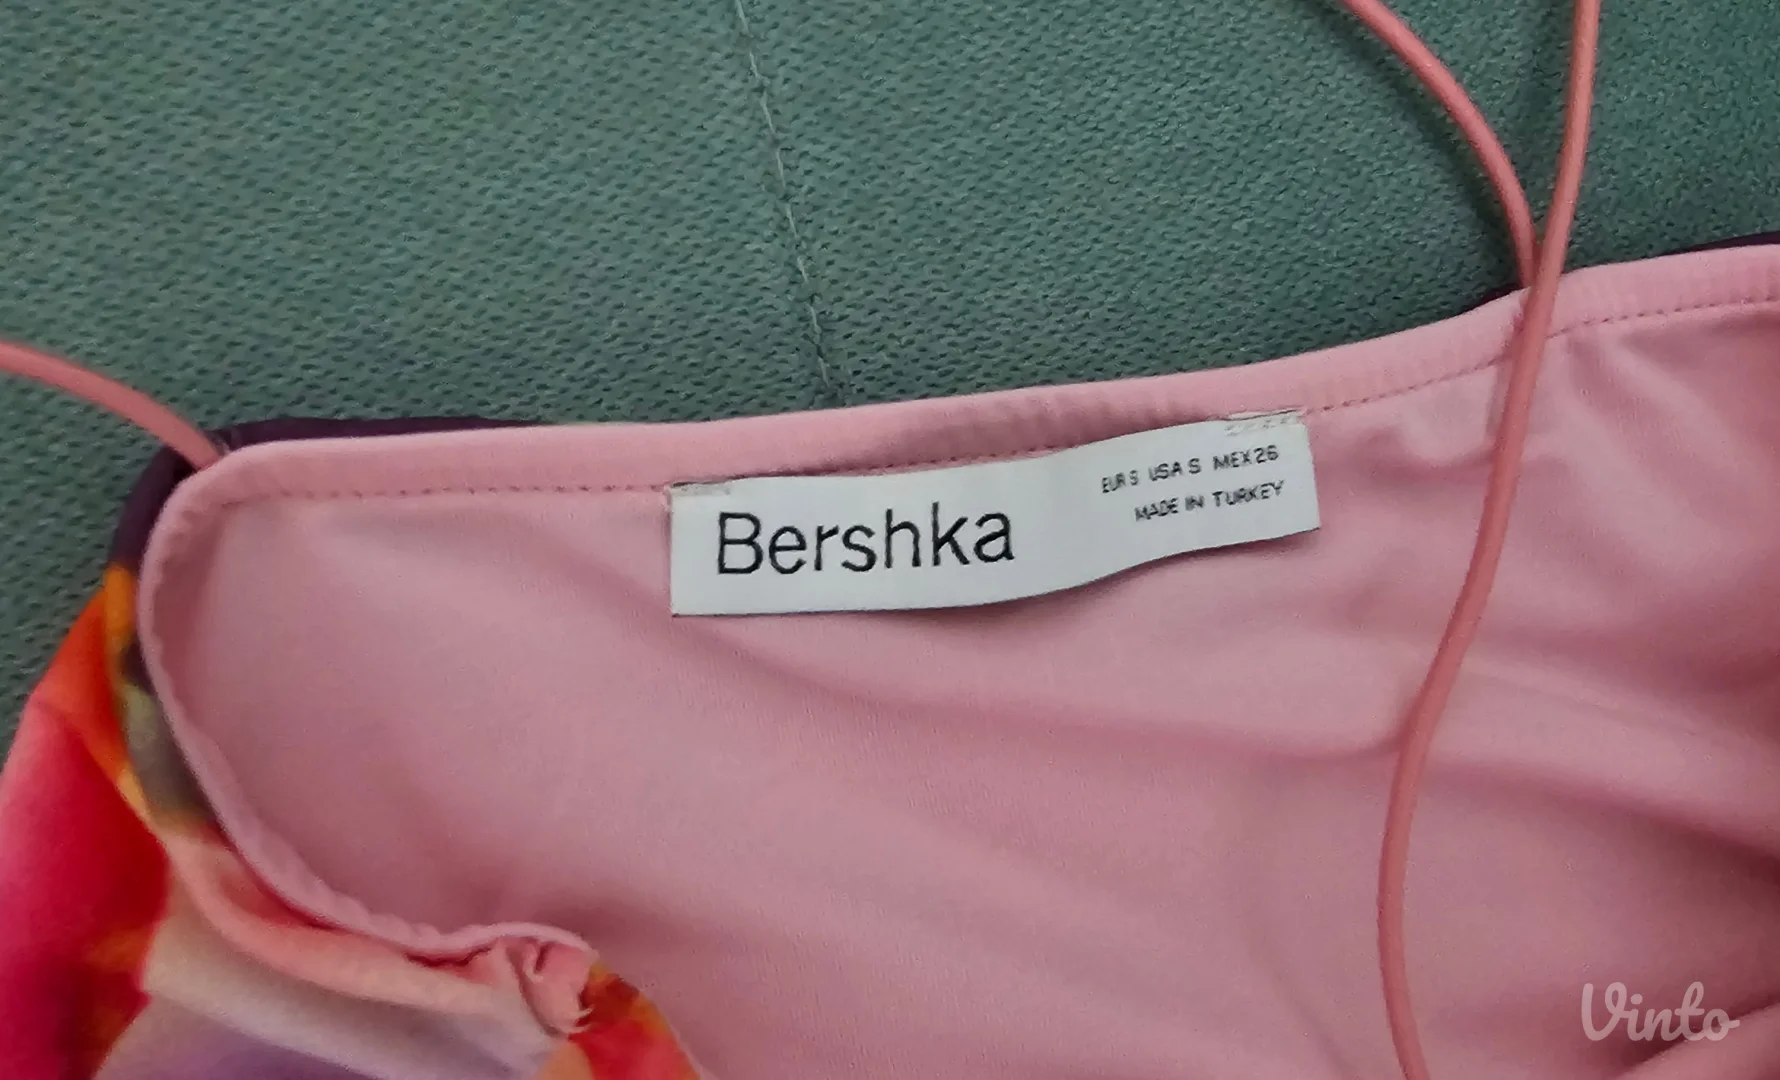 Bershka
EUR S USA S MEX 26
MADE IN TURKEY
Vinto